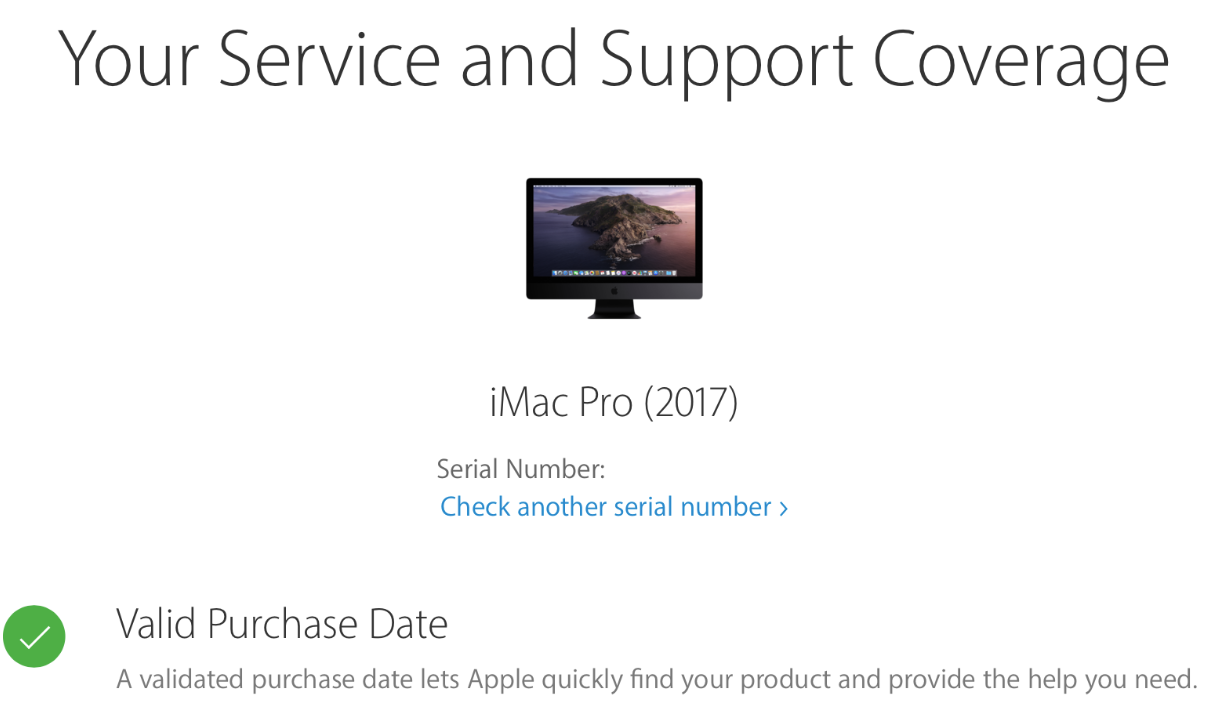 Your Service and Support Coverage
iMac Pro (2017)
Serial Number:
Check another serial number ›
Valid Purchase Date
A validated purchase date lets Apple quickly find your product and provide the help you need.